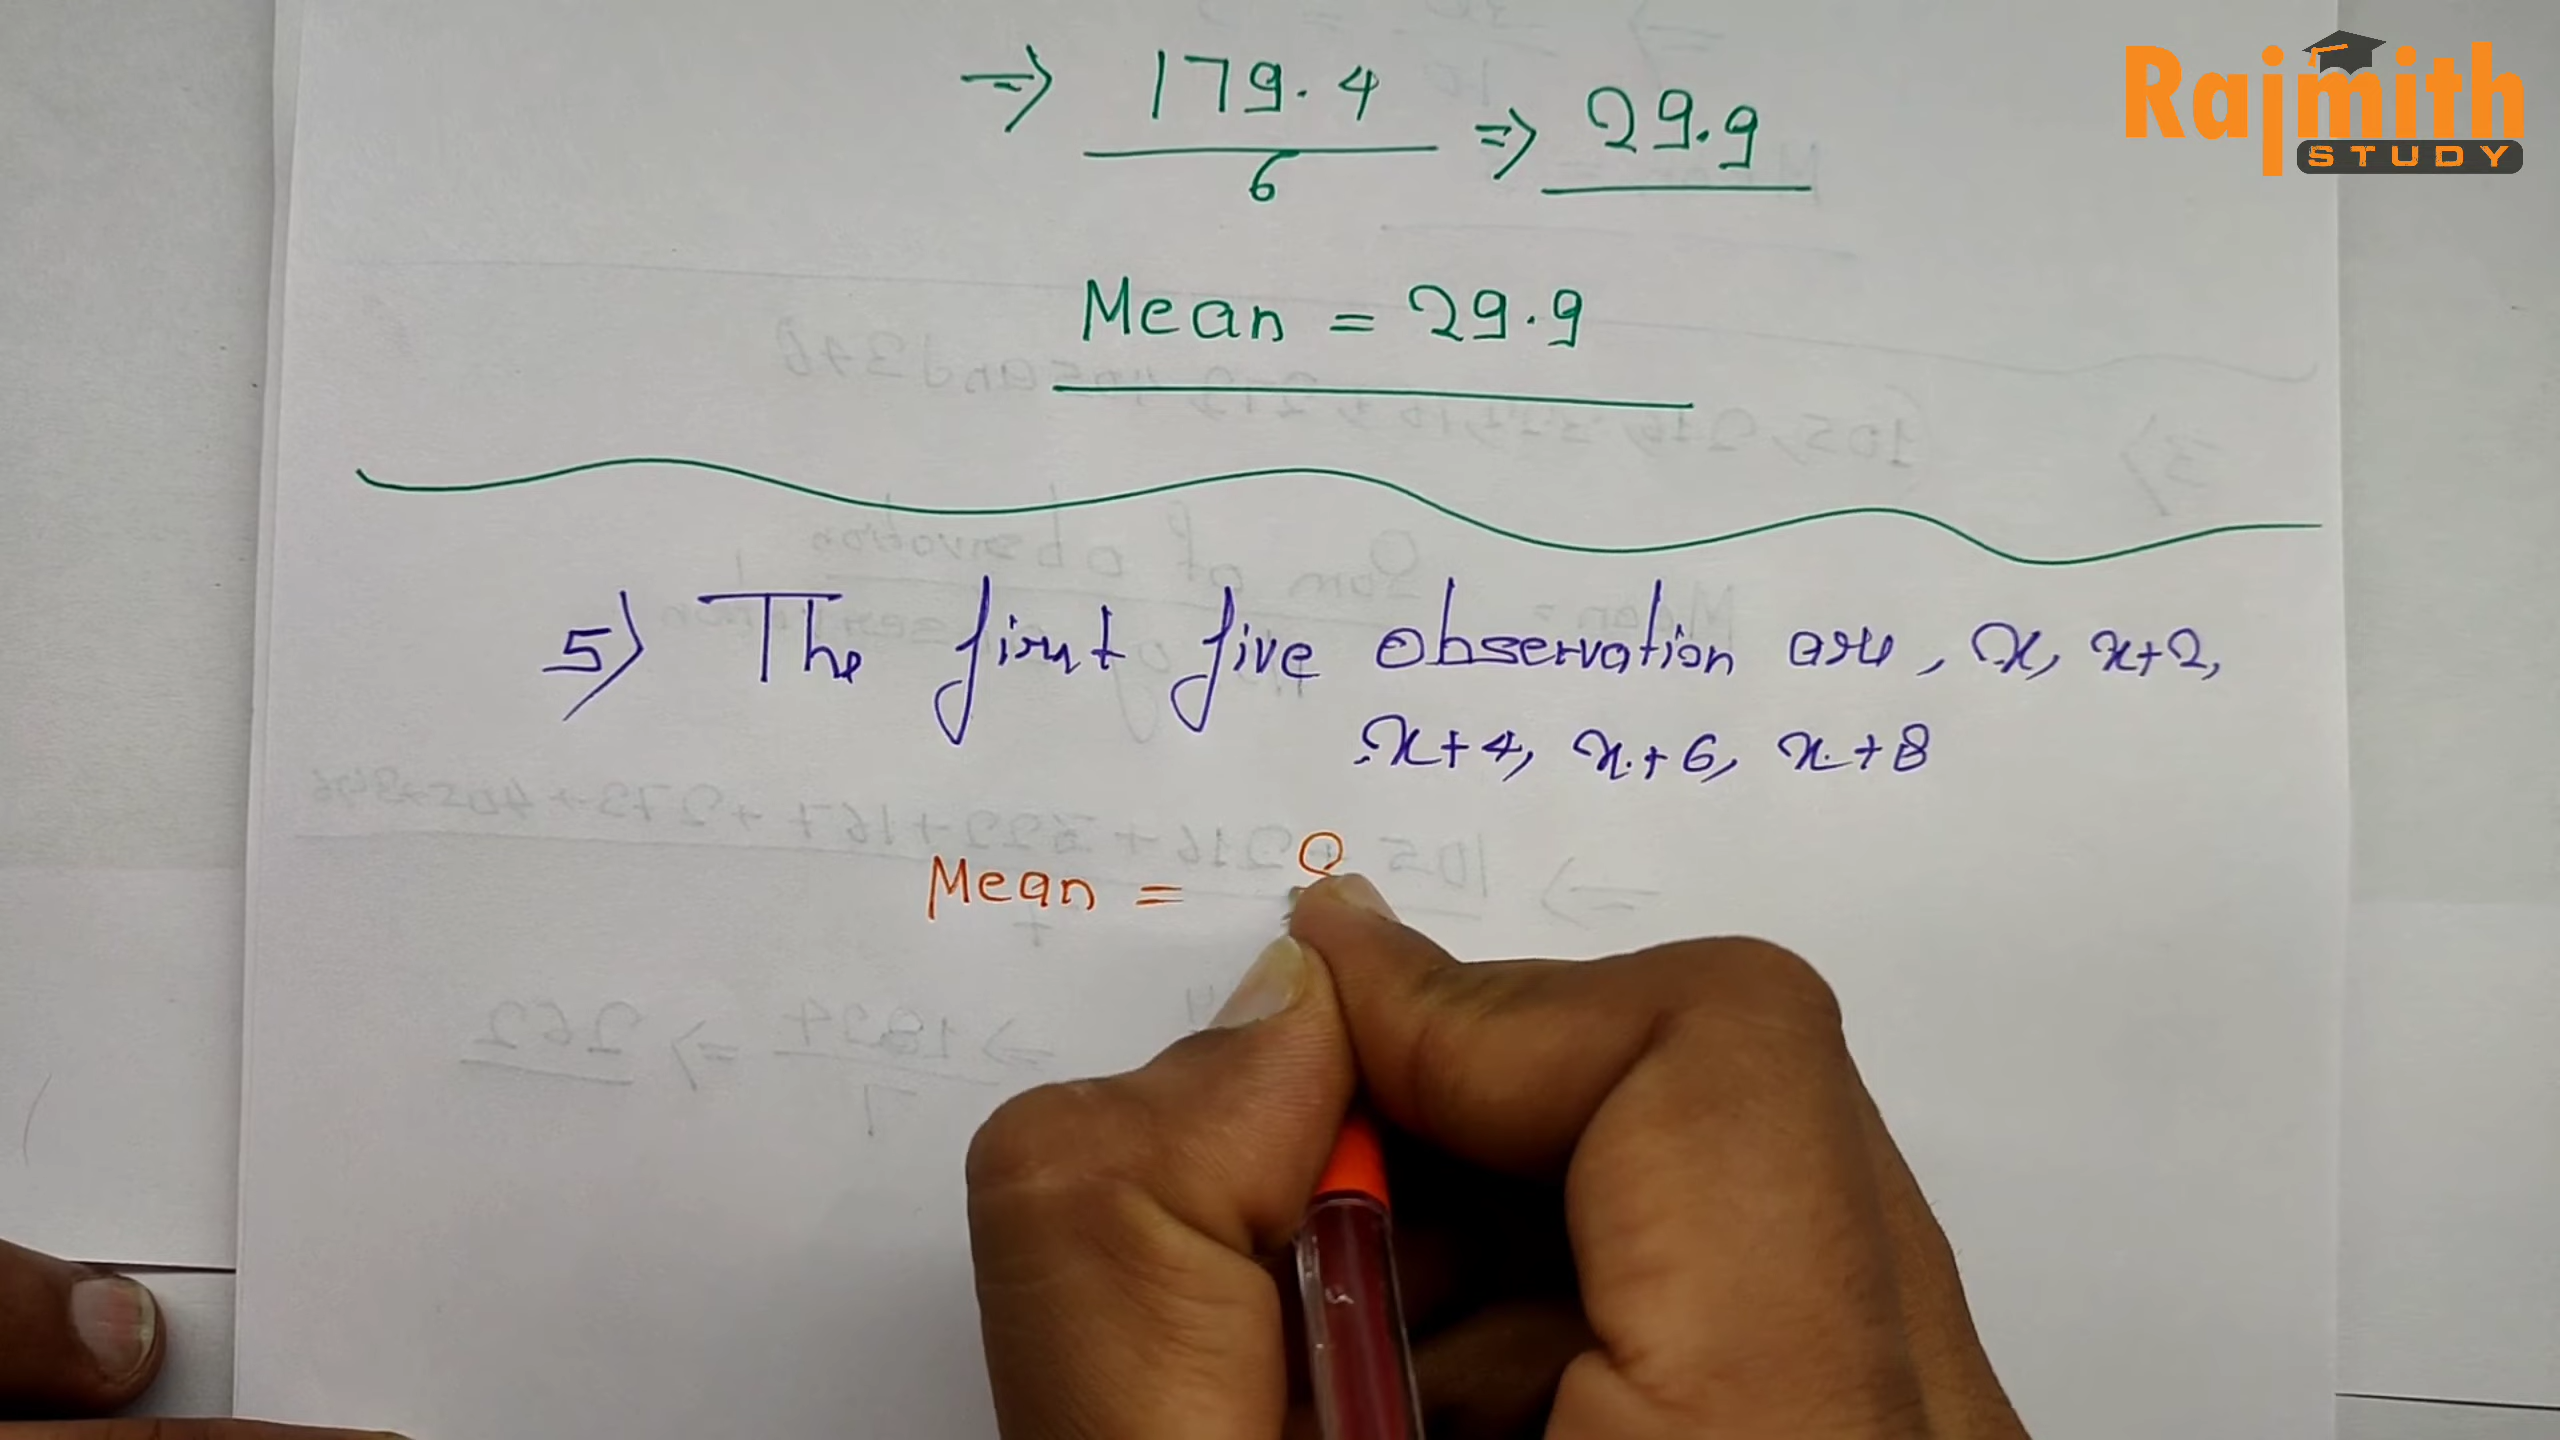 Rajmith
STUDY
=> 179.4 / 6 => 29.9
Mean = 29.9
5) The first five observation are, x, x+2,
x+4, x+6, x+8
Mean =